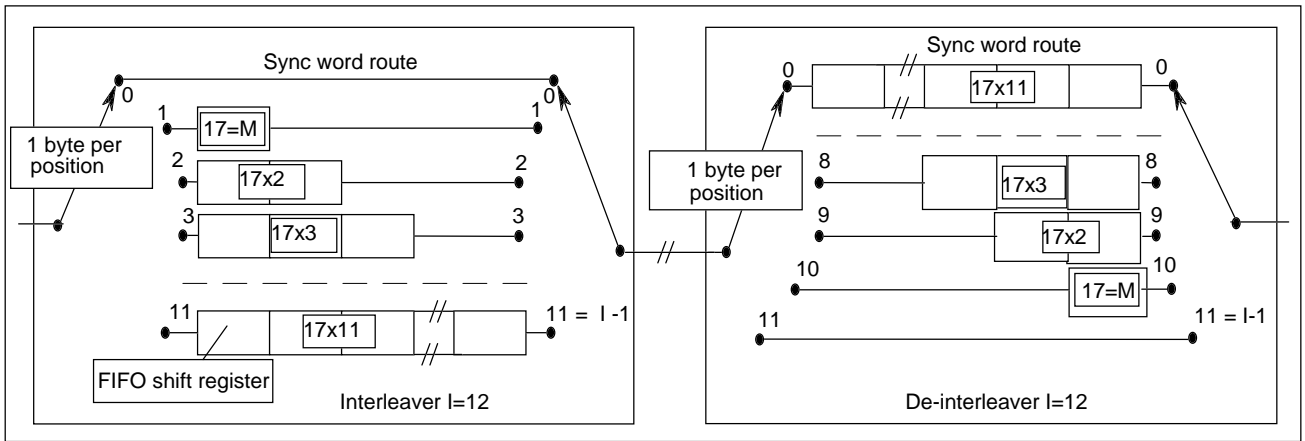 Sync word route
0
0
1
17=M
1
1 byte per
position
2
17x2
2
3
17x3
3
11
17x11
11 = I -1
FIFO shift register
Interleaver I=12
Sync word route
0
17x11
0
1 byte per
position
8
17x3
8
9
17x2
9
10
17=M
10
11
11 = I-1
De-interleaver I=12